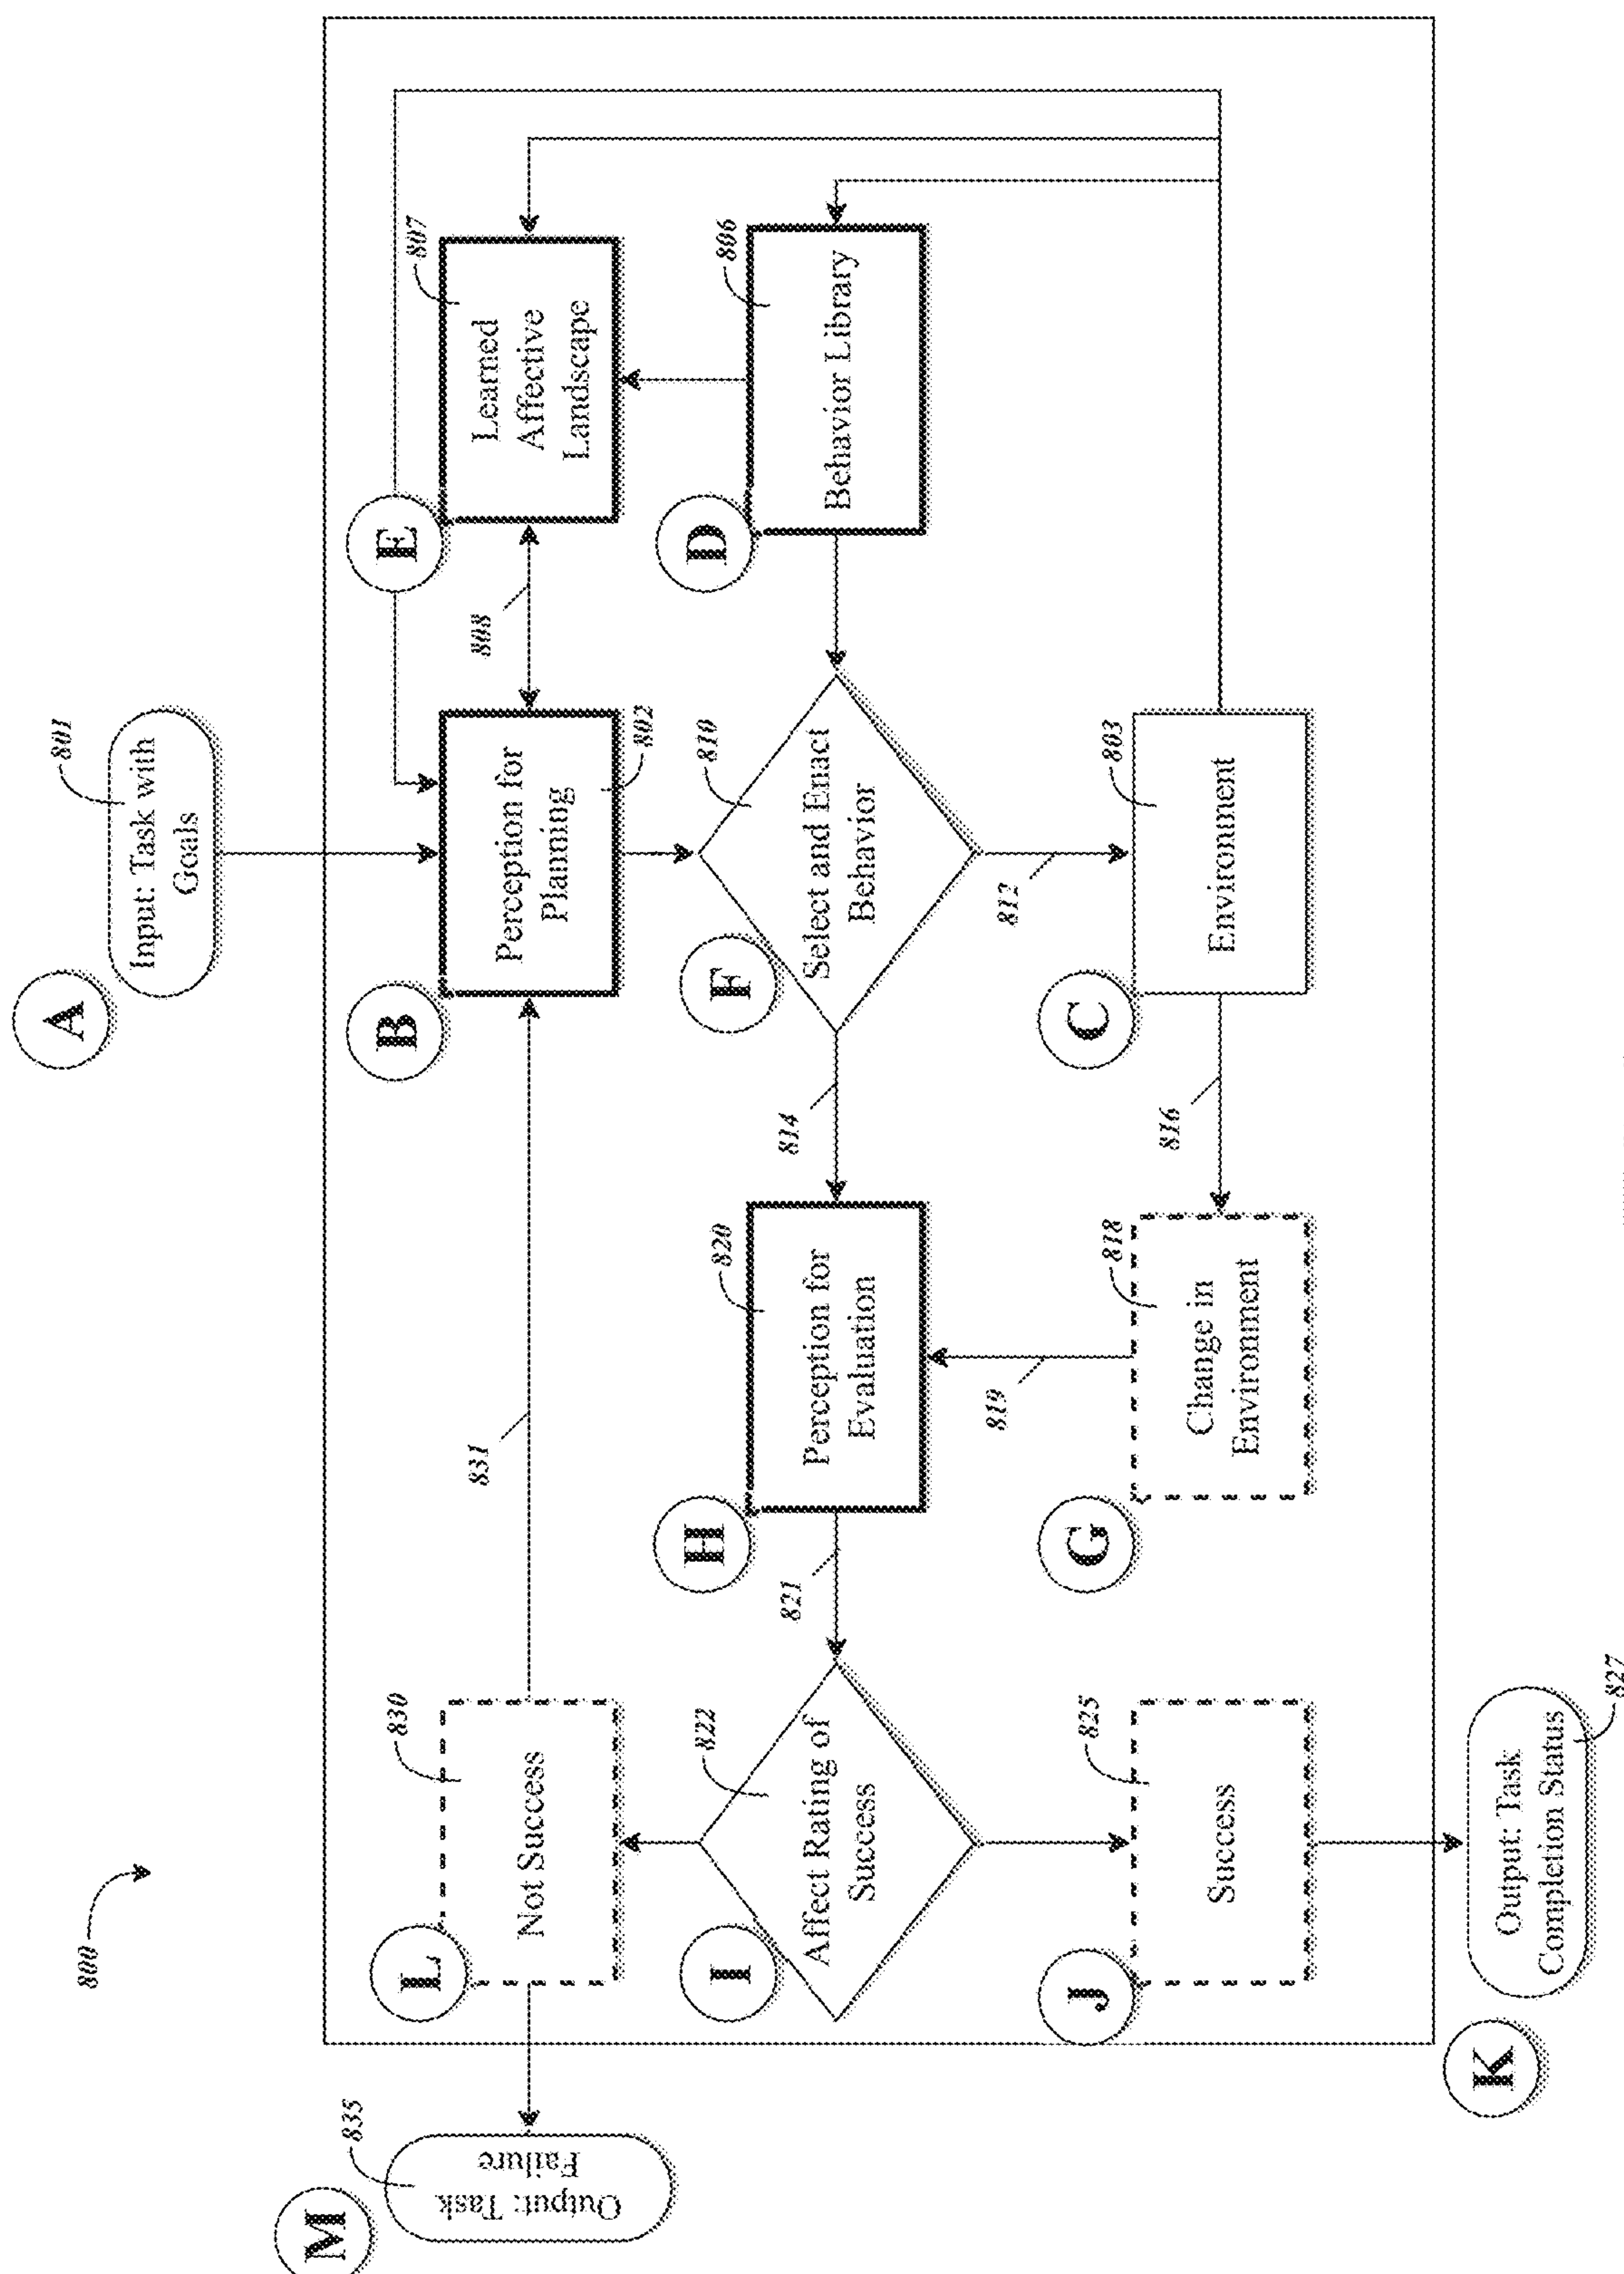 800
A
801
Input: Task with
Goals
B
Perception for
Planning
802
808
E
807
Learned
Affective
Landscape
D
806
Behavior Library
F
810
Select and Enact
Behavior
812
C
803
Environment
814
816
H
820
Perception for
Evaluation
819
G
818
Change in
Environment
821
I
822
Affect Rating of
Success
L
830
Not Success
831
J
825
Success
K
Output: Task
Completion Status
827
M
835
Output: Task
Failure